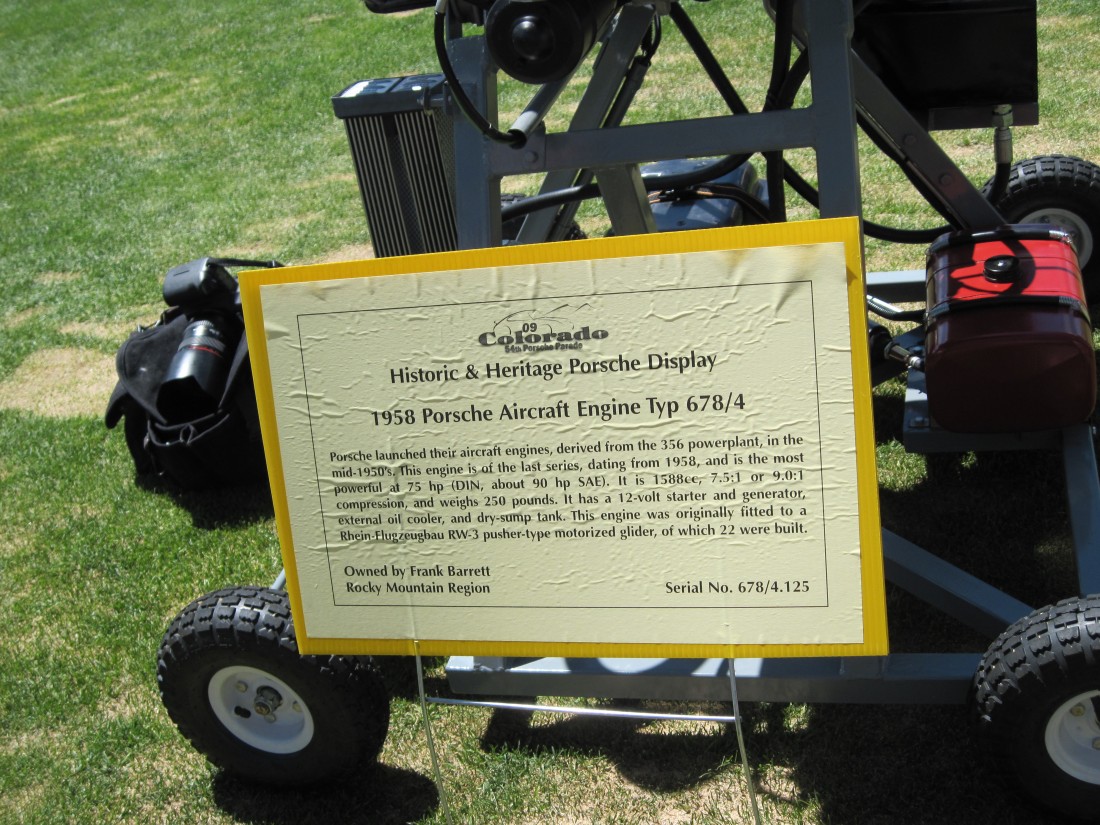 09
Colorado
54th Porsche Parade
Historic & Heritage Porsche Display
1958 Porsche Aircraft Engine Typ 678/4
Porsche launched their aircraft engines, derived from the 356 powerplant, in the
mid-1950's. This engine is of the last series, dating from 1958, and is the most
powerful at 75 hp (DIN, about 90 hp SAE). It is 1588cc, 7.5:1 or 9.0:1
compression, and weighs 250 pounds. It has a 12-volt starter and generator,
external oil cooler, and dry-sump tank. This engine was originally fitted to a
Rhein-Flugzeugbau RW-3 pusher-type motorized glider, of which 22 were built.
Owned by Frank Barrett
Rocky Mountain Region
Serial No. 678/4.125